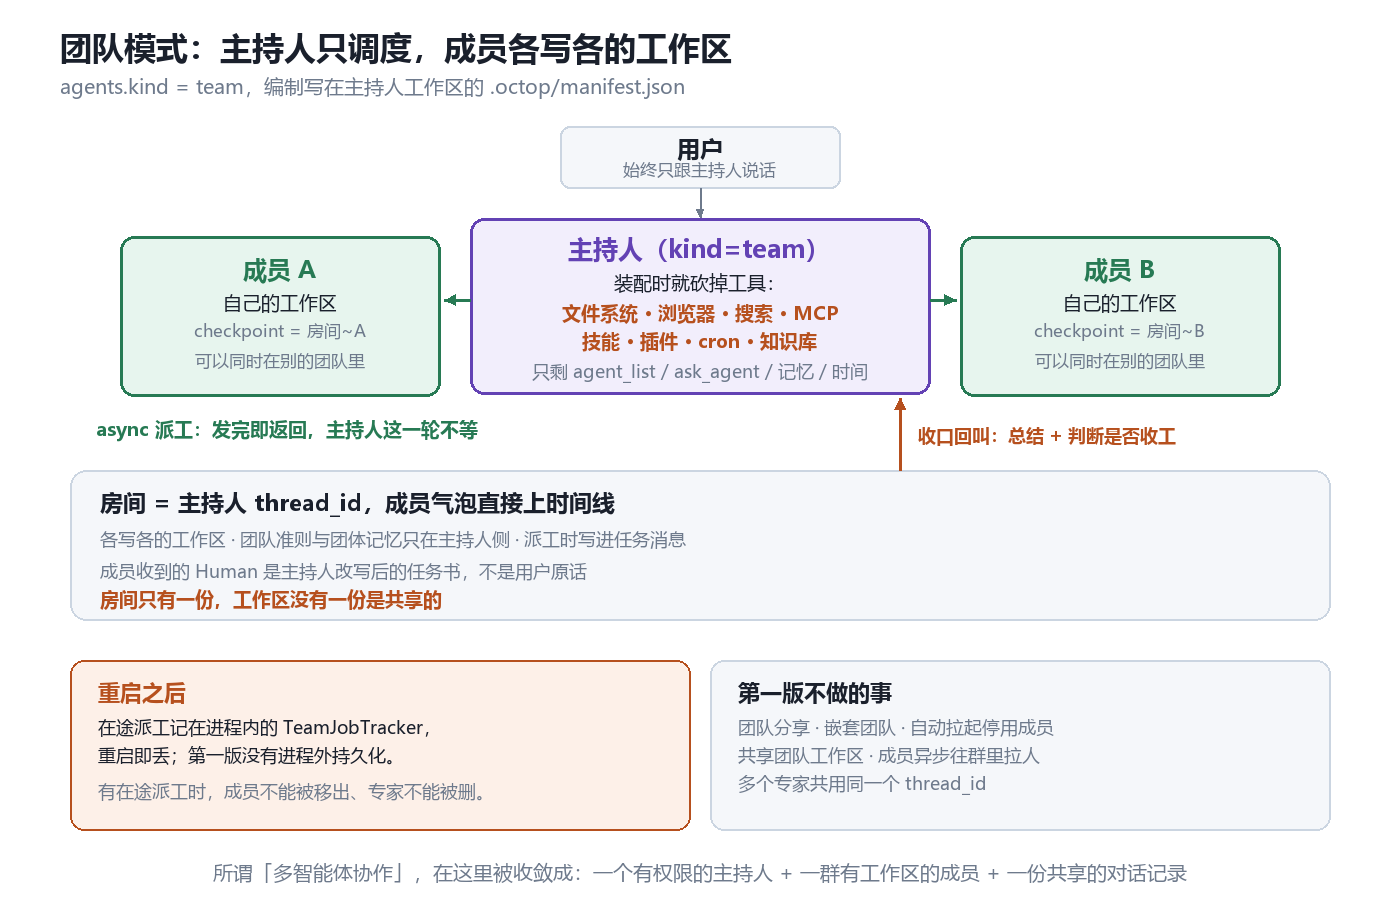 团队模式：主持人只调度，成员各写各的工作区
agents.kind = team，编制写在主持人工作区的 .octop/manifest.json
用户
始终只跟主持人说话
成员 A
自己的工作区
checkpoint = 房间~A
可以同时在别的团队里
主持人（kind=team）
装配时就砍掉工具：
文件系统・浏览器・搜索・MCP
技能・插件・cron・知识库
只剩 agent_list / ask_agent / 记忆 / 时间
成员 B
自己的工作区
checkpoint = 房间~B
可以同时在别的团队里
async 派工：发完即返回，主持人这一轮不等
收口回叫：总结 + 判断是否收工
房间 = 主持人 thread_id，成员气泡直接上时间线
各写各的工作区 · 团队准则与团体记忆只在主持人侧 · 派工时写进任务消息
成员收到的 Human 是主持人改写后的任务书，不是用户原话
房间只有一份，工作区没有一份是共享的
重启之后
在途派工记在进程内的 TeamJobTracker，
重启即丢；第一版没有进程外持久化。
有在途派工时，成员不能被移出、专家不能被删。
第一版不做的事
团队分享 · 嵌套团队 · 自动拉起停用成员
共享团队工作区 · 成员异步往群里拉人
多个专家共用同一个 thread_id
所谓「多智能体协作」，在这里被收敛成：一个有权限的主持人 + 一群有工作区的成员 + 一份共享的对话记录